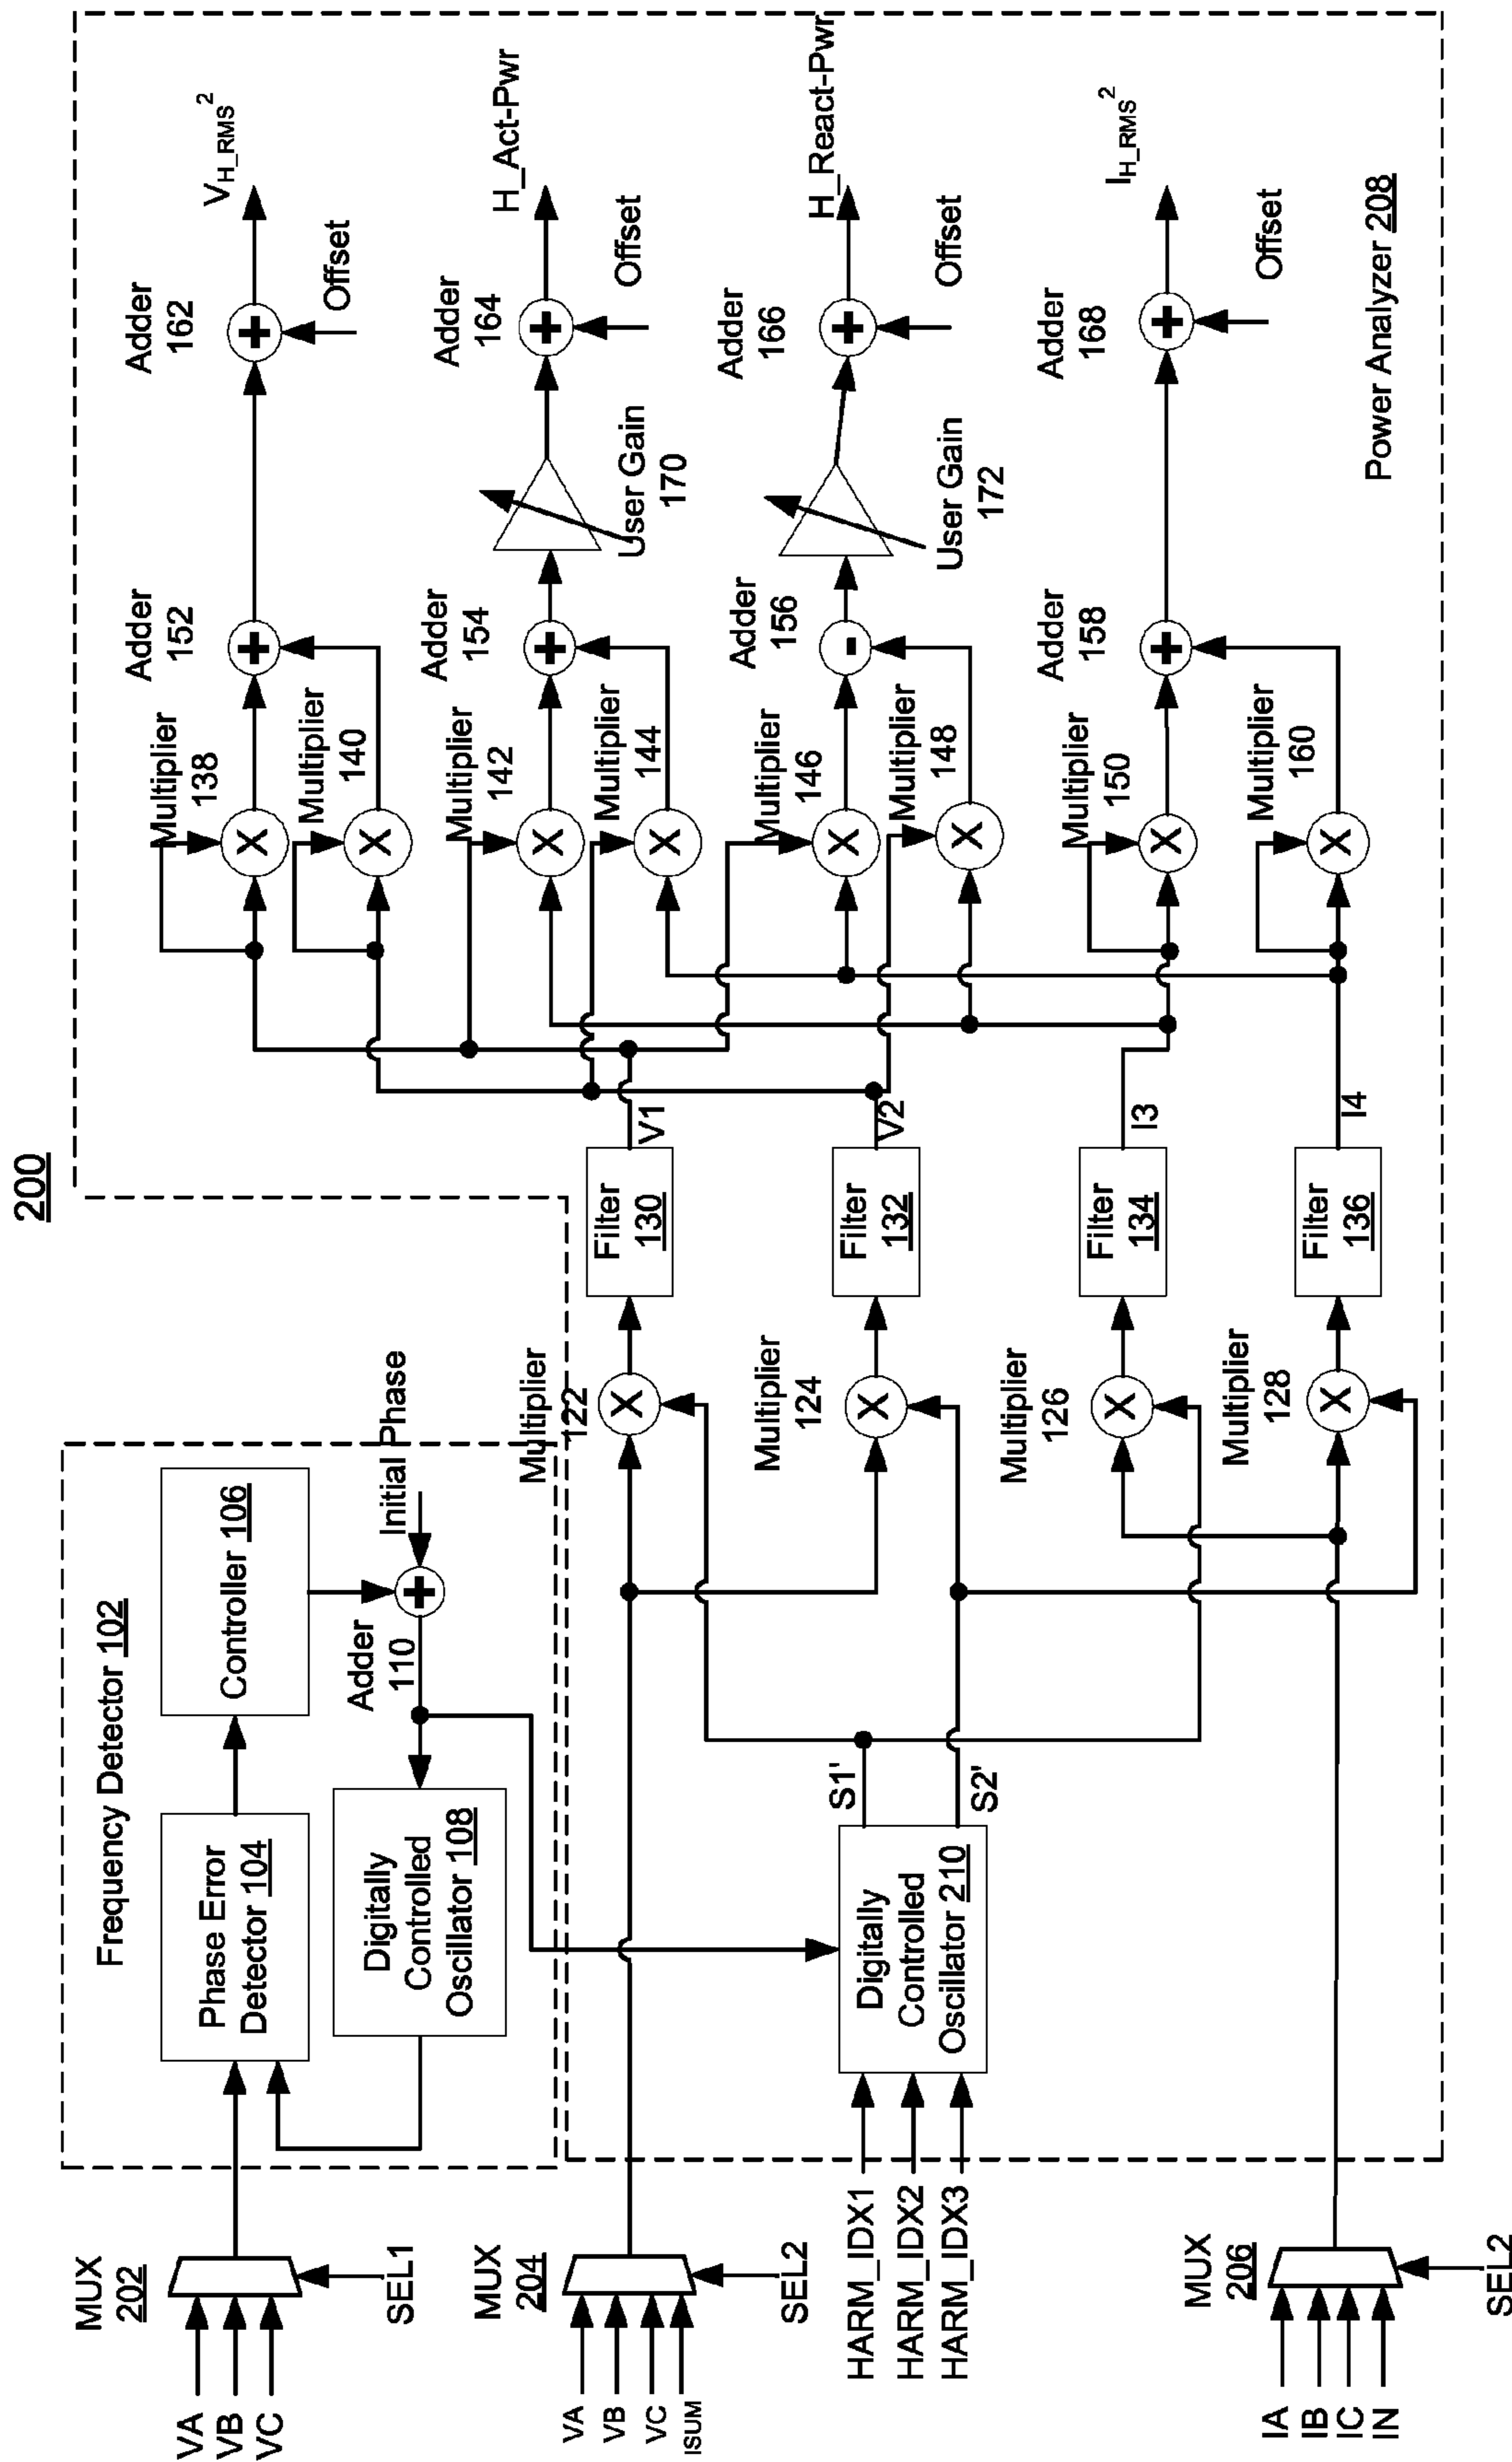 200
Frequency Detector 102
Phase Error
Detector 104
Controller 106
Digitally
Controlled
Oscillator 108
Adder
110
Initial Phase
MUX
202
VA
VB
VC
SEL1
MUX
204
VA
VB
VC
ISUM
SEL2
HARM_IDX1
HARM_IDX2
HARM_IDX3
Digitally
Controlled
Oscillator 210
S1'
S2'
MUX
206
IA
IB
IC
IN
SEL2
Multiplier
122
Multiplier
124
Multiplier
126
Multiplier
128
Filter
130
Filter
132
Filter
134
Filter
136
V1
V2
I3
I4
Multiplier
138
Multiplier
140
Multiplier
142
Multiplier
144
Multiplier
146
Multiplier
148
Multiplier
150
Multiplier
160
Adder
152
Adder
154
Adder
156
Adder
158
User Gain
170
User Gain
172
Adder
162
Offset
VH_RMS²
Adder
164
Offset
H_Act-Pwr
Adder
166
Offset
H_React-Pwr
Adder
168
Offset
IH_RMS²
Power Analyzer 208